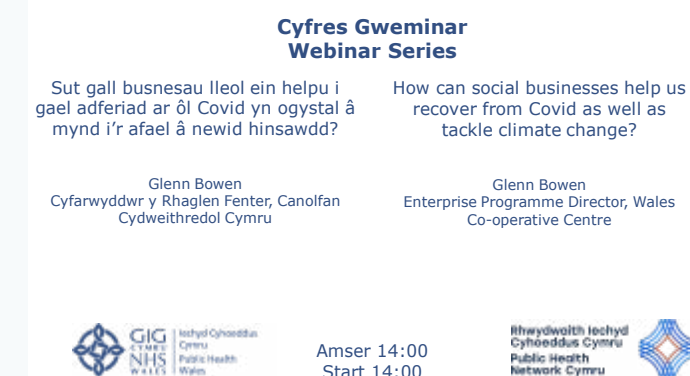 Cyfres Gweminar
Webinar Series
Sut gall busnesau lleol ein helpu i
gael adferiad ar ôl Covid yn ogystal â
mynd i'r afael â newid hinsawdd?
Glenn Bowen
Cyfarwyddwr y Rhaglen Fenter, Canolfan
Cydweithredol Cymru
How can social businesses help us
recover from Covid as well as
tackle climate change?
Glenn Bowen
Enterprise Programme Director, Wales
Co-operative Centre
GIG
CYMRU
NHS
WALES
Iechyd Cyhoeddus
Cymru
Public Health
Wales
Amser 14:00
Start 14:00
Rhwydwaith Iechyd
Cyhoeddus Cymru
Public Health
Network Cymru